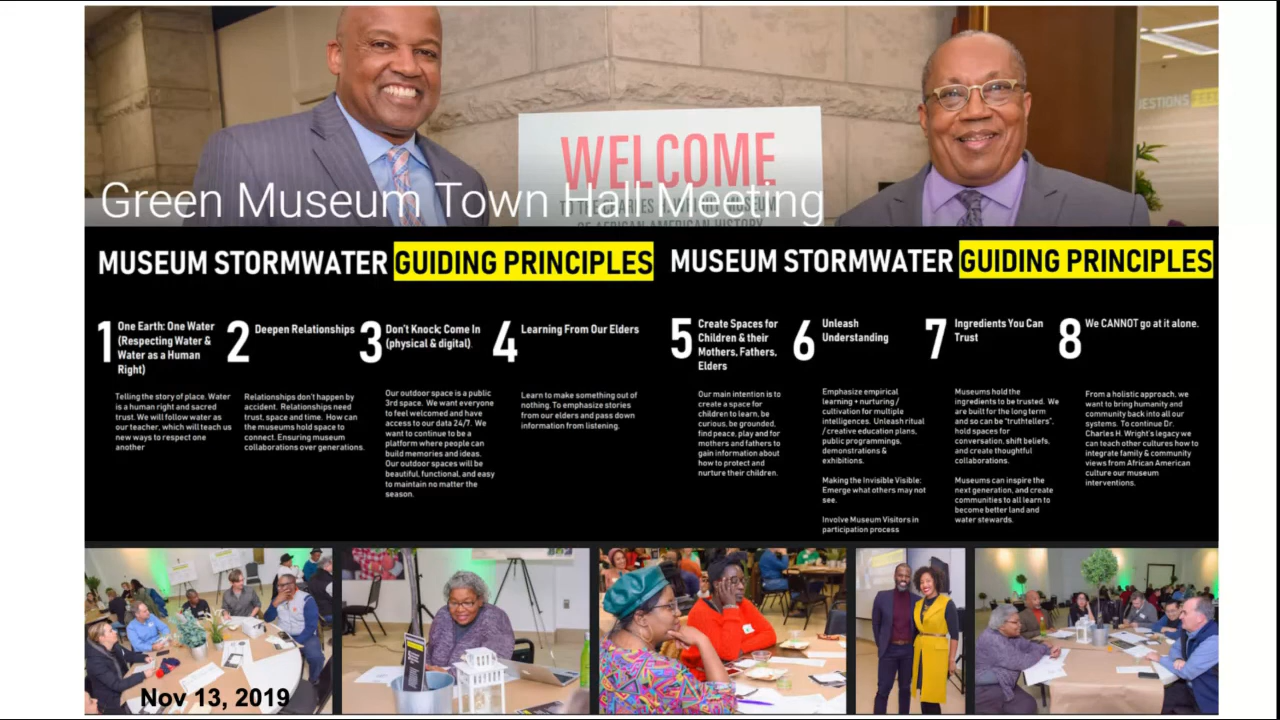 JESTIONS
WELCOME
TO THE CHARLES H. WRIGHT MUSEUM
OF AFRICAN AMERICAN HISTORY
Green Museum Town Hall Meeting
MUSEUM STORMWATER GUIDING PRINCIPLES
1
One Earth: One Water
(Respecting Water &
Water as a Human
Right)
Telling the story of place. Water
is a human right and sacred
trust. We will follow water as
our teacher, which will teach us
new ways to respect one
another
2
Deepen Relationships
Relationships don't happen by
accident. Relationships need
trust, space and time. How can
the museums hold space to
connect. Ensuring museum
collaborations over generations.
3
Don't Knock; Come In
(physical & digital)
Our outdoor space is a public
3rd space. We want everyone
to feel welcomed and have
access to our data 24/7. We
want to continue to be a
platform where people can
build memories and ideas.
Our outdoor spaces will be
beautiful, functional, and easy
to maintain no matter the
season.
4
Learning From Our Elders
Learn to make something out of
nothing. To emphasize stories
from our elders and pass down
information from listening.
MUSEUM STORMWATER GUIDING PRINCIPLES
5
Create Spaces for
Children & their
Mothers, Fathers,
Elders
Our main intention is to
create a space for
children to learn, be
curious, be grounded,
find peace, play and for
mothers and fathers to
gain information about
how to protect and
nurture their children.
6
Unleash
Understanding
Emphasize empirical
learning + nurturing /
cultivation for multiple
intelligences. Unleash ritual
/ creative education plans,
public programming,
demonstrations &
exhibitions.
Making the Invisible Visible:
Emerge what others may not
see.
Involve Museum Visitors in
participation process
7
Ingredients You Can
Trust
Museums hold the
ingredients to be trusted. We
are built for the long term
and so can be "truthtellers",
hold spaces for
conversation, shift beliefs,
and create thoughtful
collaborations.
Museums can inspire the
next generation, and create
communities to all learn to
become better land and
water stewards.
8
We CANNOT go at it alone.
From a holistic approach, we
want to bring humanity and
community back into all our
systems. To continue Dr.
Charles H. Wright's legacy we
can teach other cultures how to
integrate family & community
views from African American
culture our museum
interventions.
Nov 13, 2019